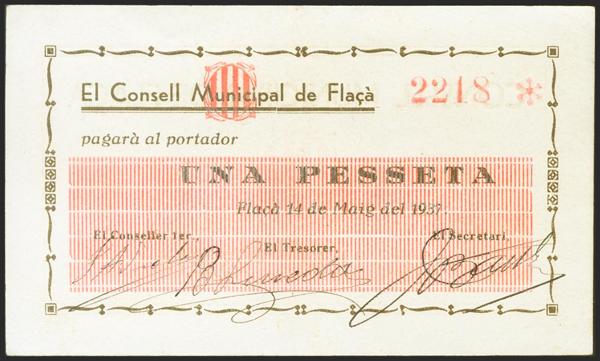 El Consell Municipal de Flaçà
2218 *
pagarà al portador
UNA PESSETA
Flaçà 14 de Maig del 1937
El Conseller 1er,
El Tresorer,
El Secretari